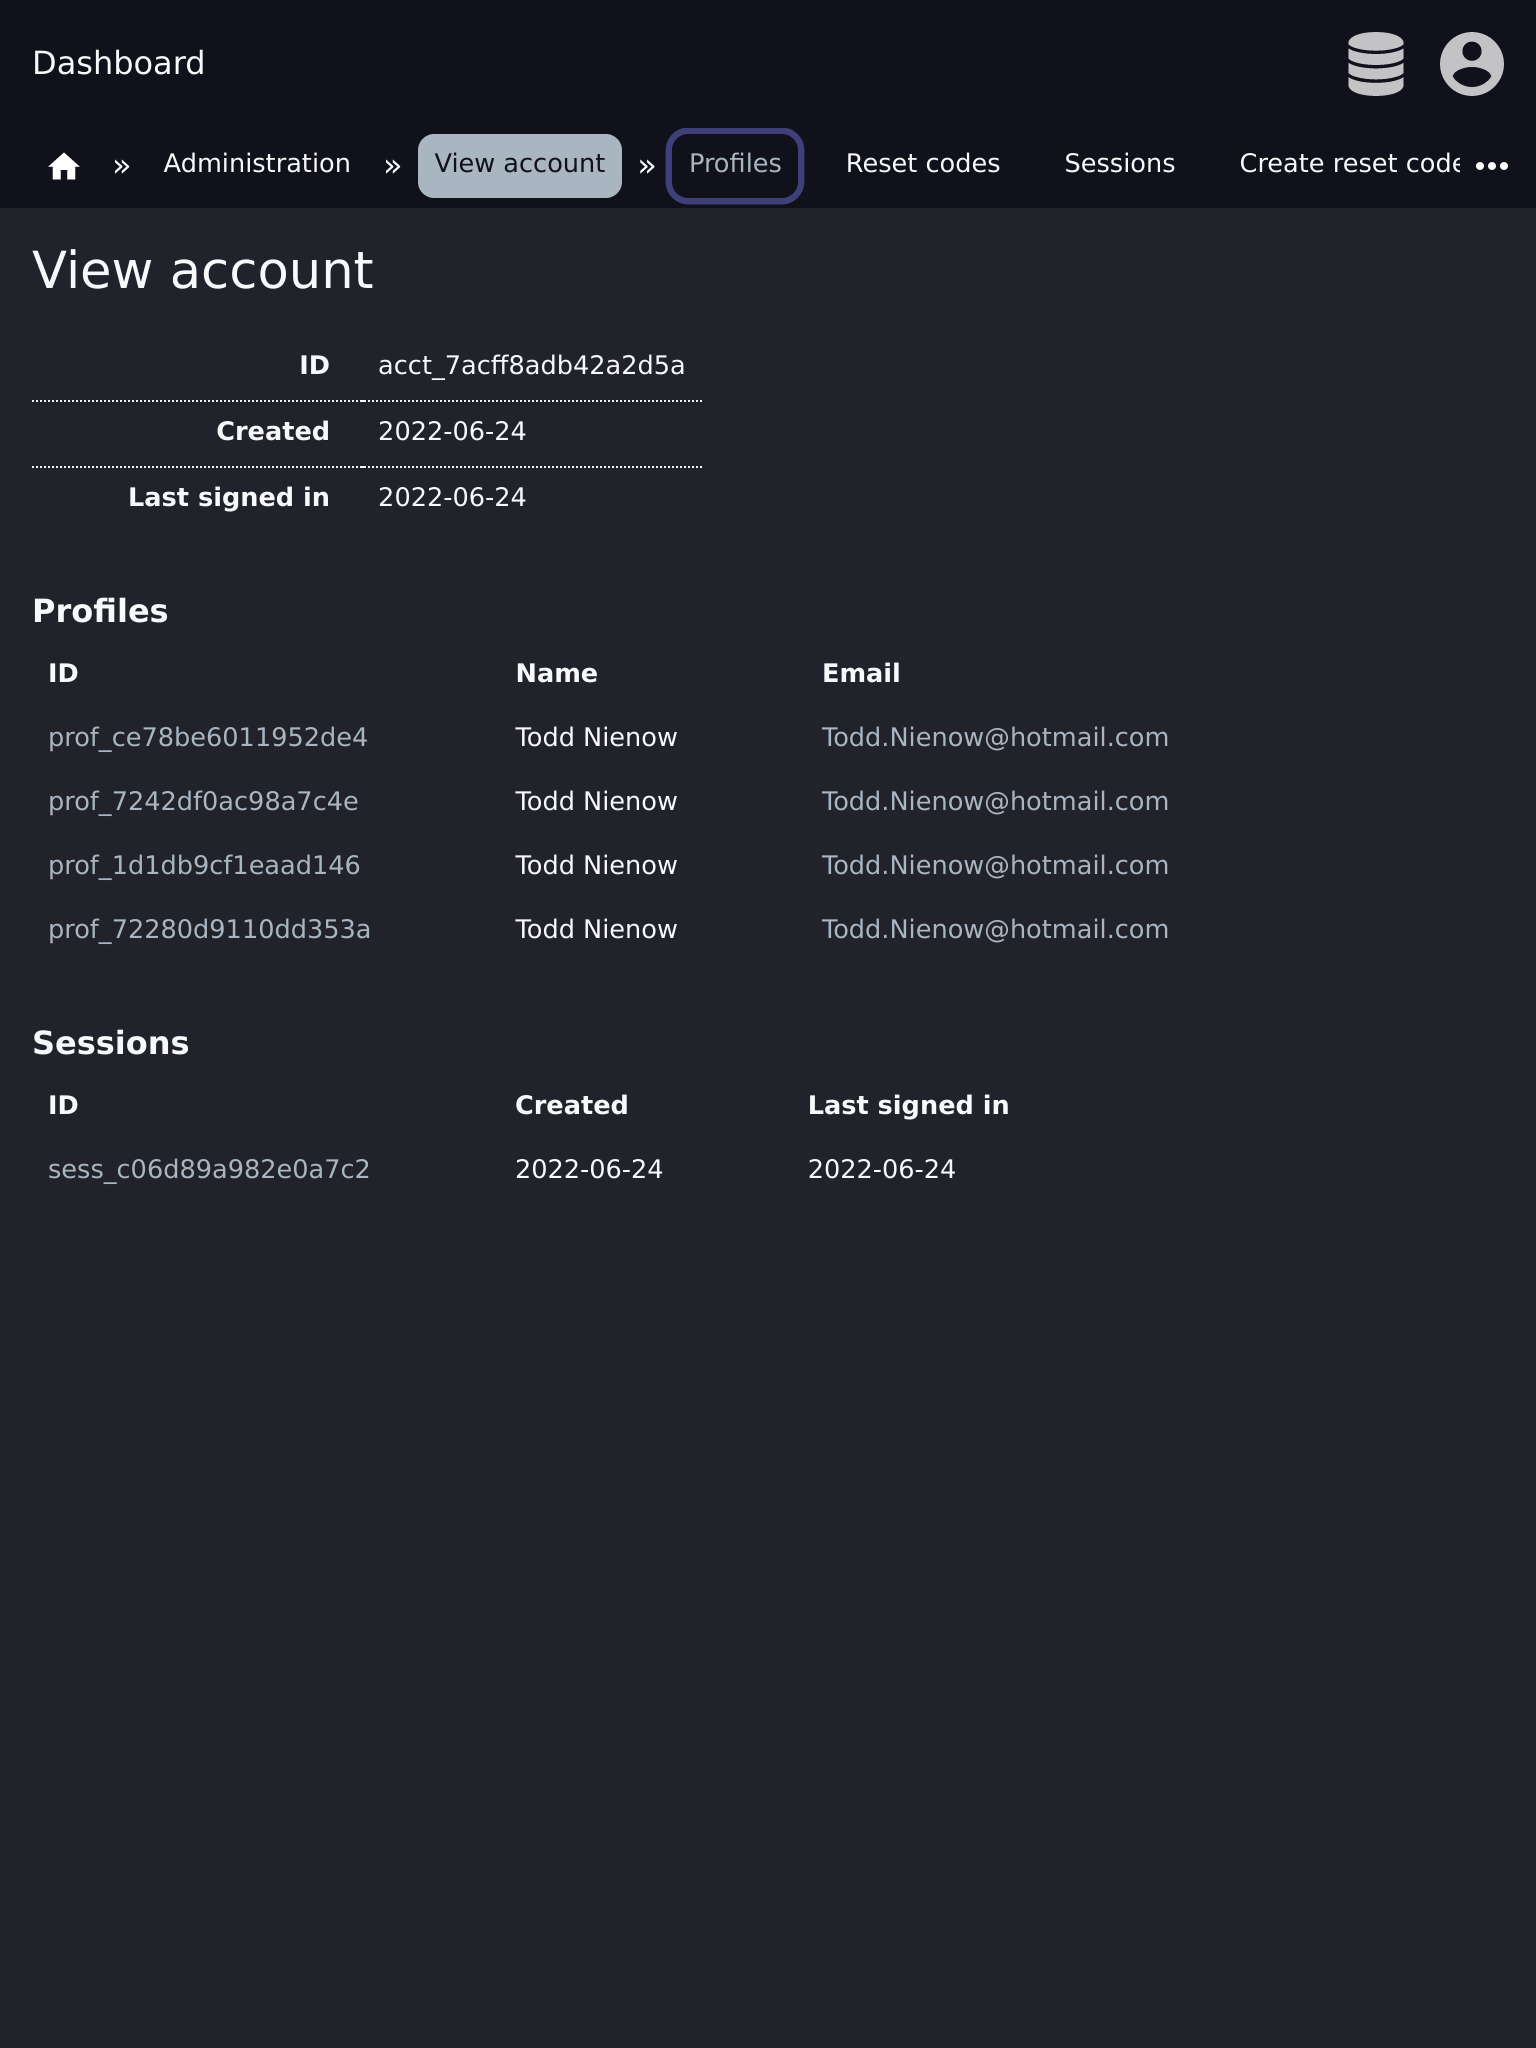 Dashboard
» Administration » View account » Profiles Reset codes Sessions Create reset code
View account
ID acct_7acff8adb42a2d5a
Created 2022-06-24
Last signed in 2022-06-24
Profiles
ID Name Email
prof_ce78be6011952de4 Todd Nienow Todd.Nienow@hotmail.com
prof_7242df0ac98a7c4e Todd Nienow Todd.Nienow@hotmail.com
prof_1d1db9cf1eaad146 Todd Nienow Todd.Nienow@hotmail.com
prof_72280d9110dd353a Todd Nienow Todd.Nienow@hotmail.com
Sessions
ID Created Last signed in
sess_c06d89a982e0a7c2 2022-06-24 2022-06-24